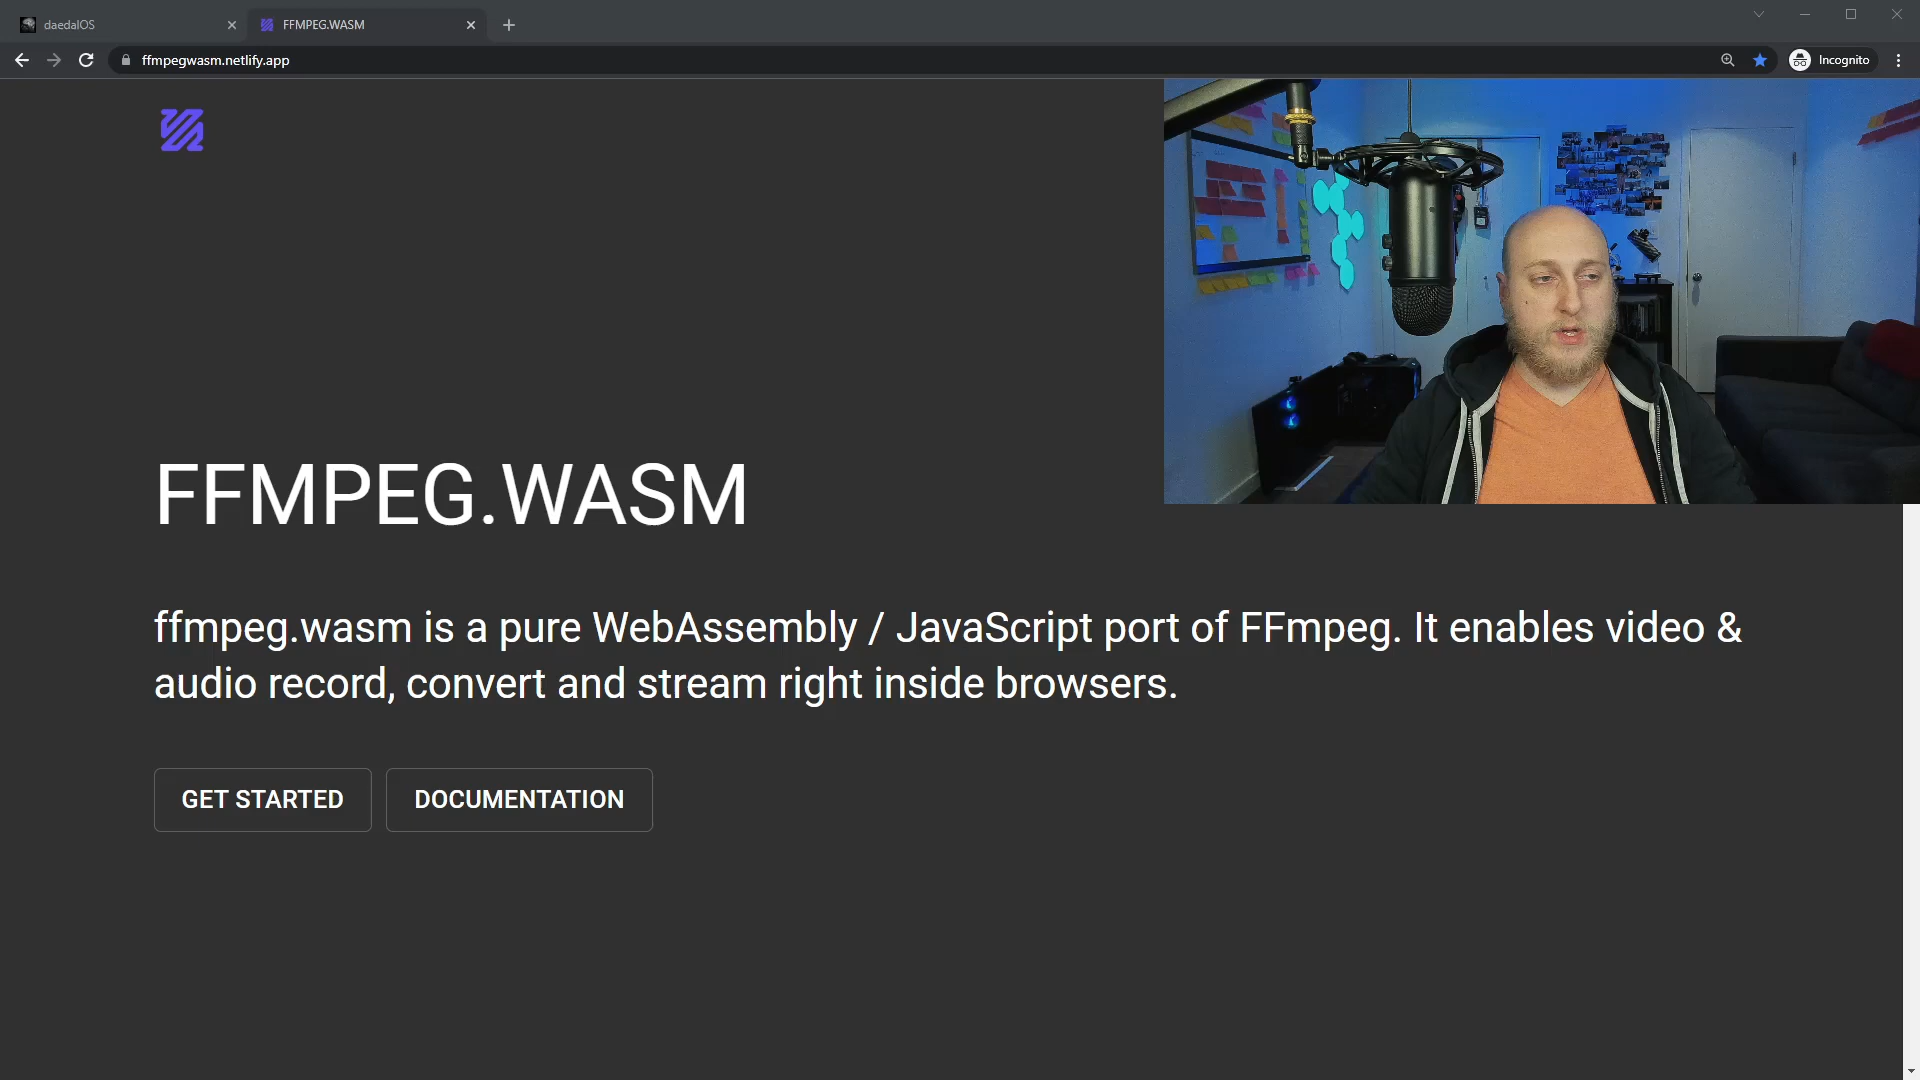 daedalOS
FFMPEG.WASM
ffmpegwasm.netlify.app
Incognito
FFMPEG.WASM
ffmpeg.wasm is a pure WebAssembly / JavaScript port of FFmpeg. It enables video &
audio record, convert and stream right inside browsers.
GET STARTED
DOCUMENTATION